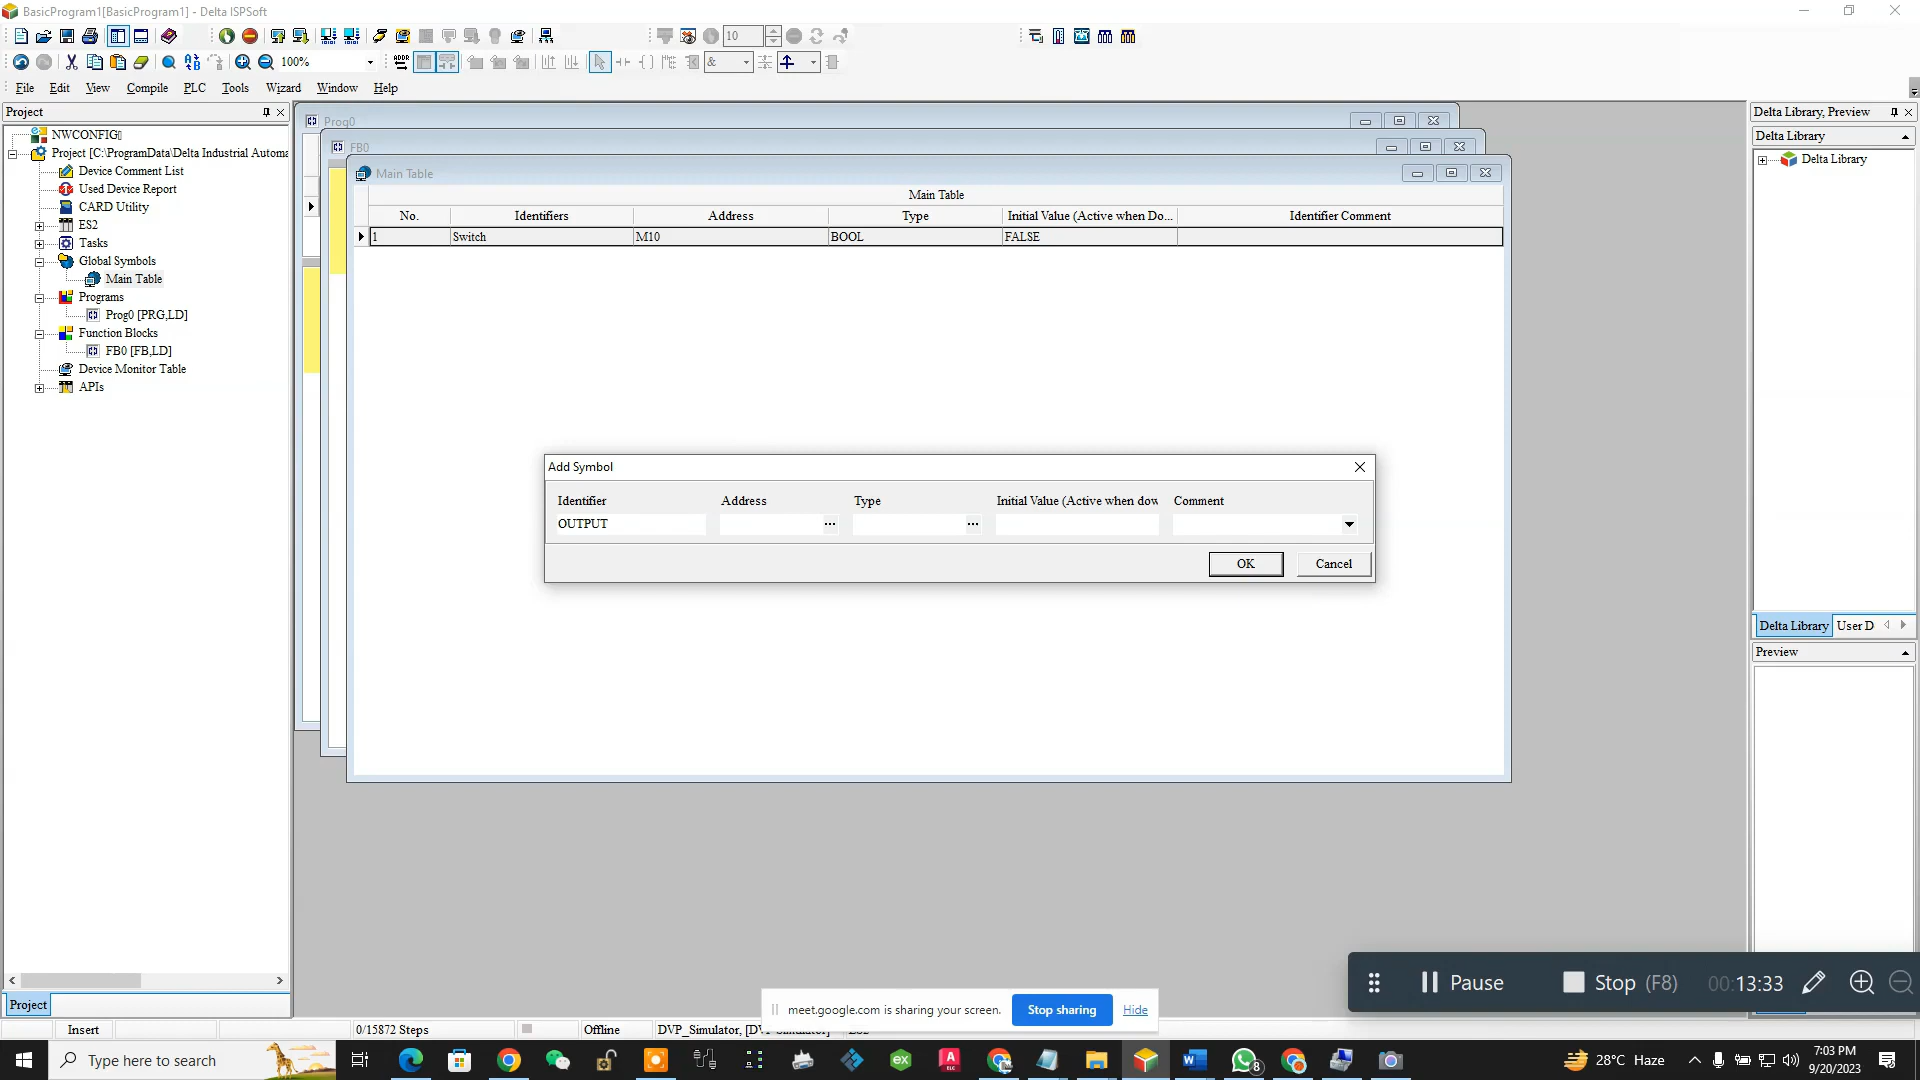 BasicProgram1[BasicProgram1] - Delta ISPSoft
10
100%
ADDR
&
File Edit View Compile PLC Tools Wizard Window Help
Project
NWCONFIG
Project [C:\ProgramData\Delta Industrial Automa
Device Comment List
Used Device Report
CARD Utility
ES2
Tasks
Global Symbols
Main Table
Programs
Prog0 [PRG,LD]
Function Blocks
FB0 [FB,LD]
Device Monitor Table
APIs
Project
Prog0
FB0
Main Table
Main Table
No. Identifiers Address Type Initial Value (Active when Do... Identifier Comment
1 Switch M10 BOOL FALSE
Add Symbol
Identifier Address Type Initial Value (Active when dow Comment
OUTPUT ... ...
OK Cancel
Delta Library, Preview
Delta Library
Delta Library
Delta Library User D
Preview
Pause Stop (F8) 00:13:33
meet.google.com is sharing your screen. Stop sharing Hide
Insert 0/15872 Steps Offline DVP_Simulator, [DVP Simulator]
Type here to search
ex
8
28°C Haze
7:03 PM
9/20/2023